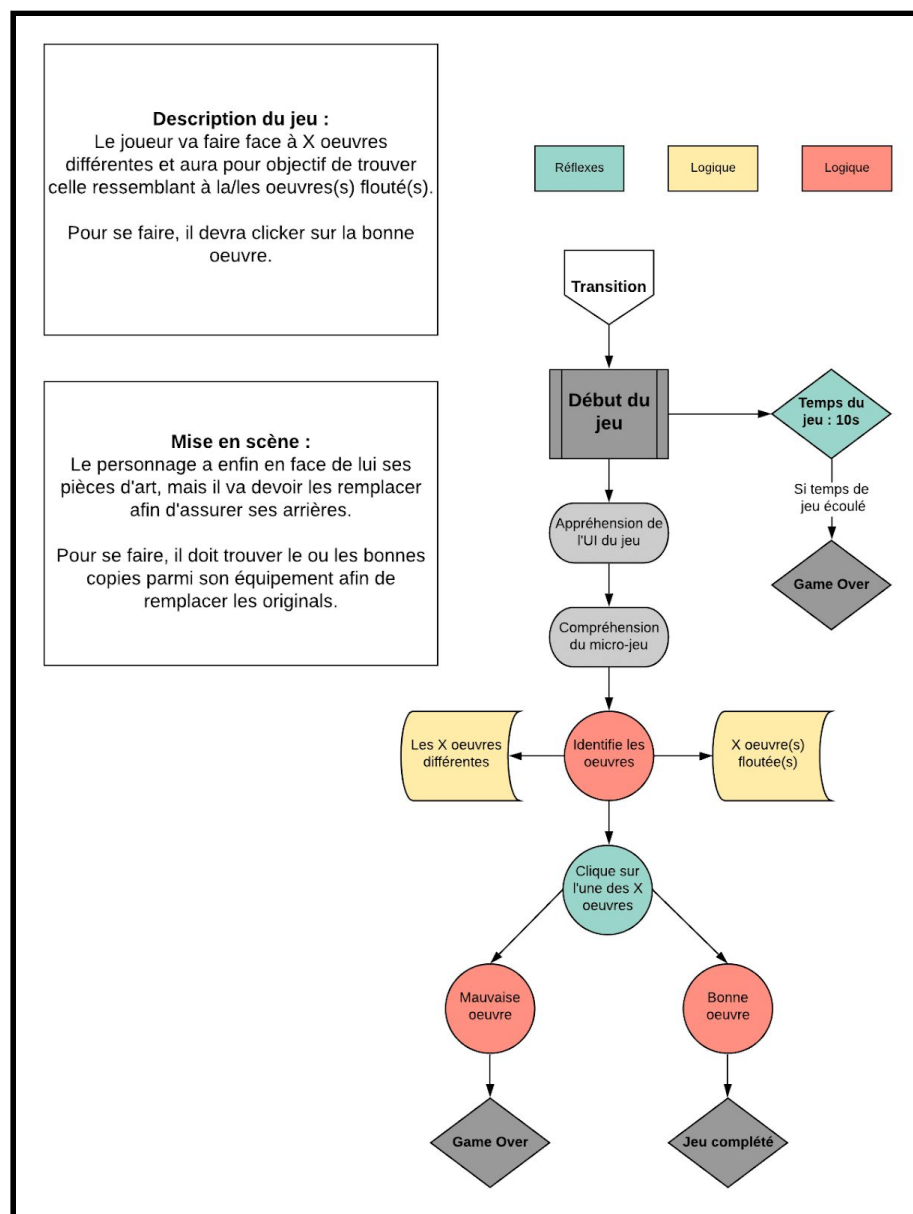 Description du jeu :
Le joueur va faire face à X oeuvres
différentes et aura pour objectif de trouver
celle ressemblant à la/les oeuvres(s) flouté(s).
Pour se faire, il devra clicker sur la bonne
oeuvre.
Réflexes
Logique
Logique
Transition
Mise en scène :
Le personnage a enfin en face de lui ses
pièces d'art, mais il va devoir les remplacer
afin d'assurer ses arrières.
Pour se faire, il doit trouver le ou les bonnes
copies parmi son équipement afin de
remplacer les originals.
Début du
jeu
Temps du
jeu : 10s
Si temps de
jeu écoulé
Game Over
Appréhension de
l'UI du jeu
Compréhension
du micro-jeu
Les X oeuvres
différentes
Identifie les
oeuvres
X oeuvre(s)
floutée(s)
Clique sur
l'une des X
oeuvres
Mauvaise
oeuvre
Bonne
oeuvre
Game Over
Jeu complété